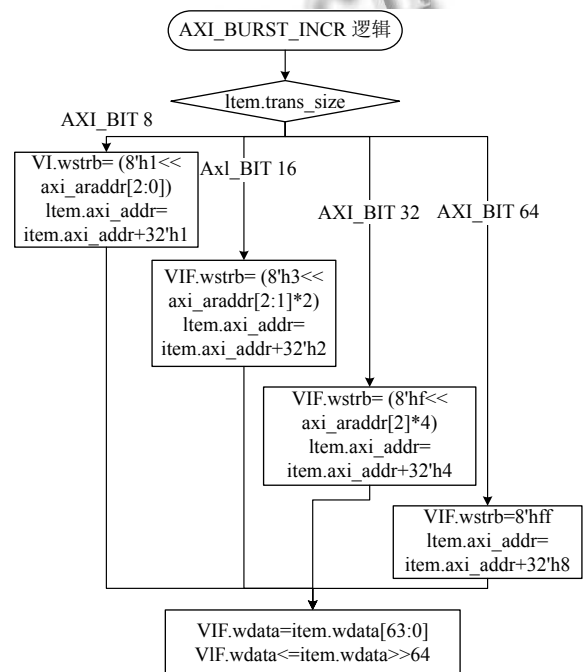 AXI_BURST_INCR 逻辑
ltem.trans_size
AXI_BIT 8
VI.wstrb= (8'h1<<
axi_araddr[2:0])
ltem.axi_addr=
item.axi_addr+32'h1
Axl_BIT 16
VIF.wstrb= (8'h3<<
axi_araddr[2:1]*2)
ltem.axi_addr=
item.axi_addr+32'h2
AXI_BIT 32
VIF.wstrb= (8'hf<<
axi_araddr[2]*4)
ltem.axi_addr=
item.axi_addr+32'h4
AXI_BIT 64
VIF.wstrb=8'hff
ltem.axi_addr=
item.axi_addr+32'h8
VIF.wdata=item.wdata[63:0]
VlF.wdata<=item.wdata>>64